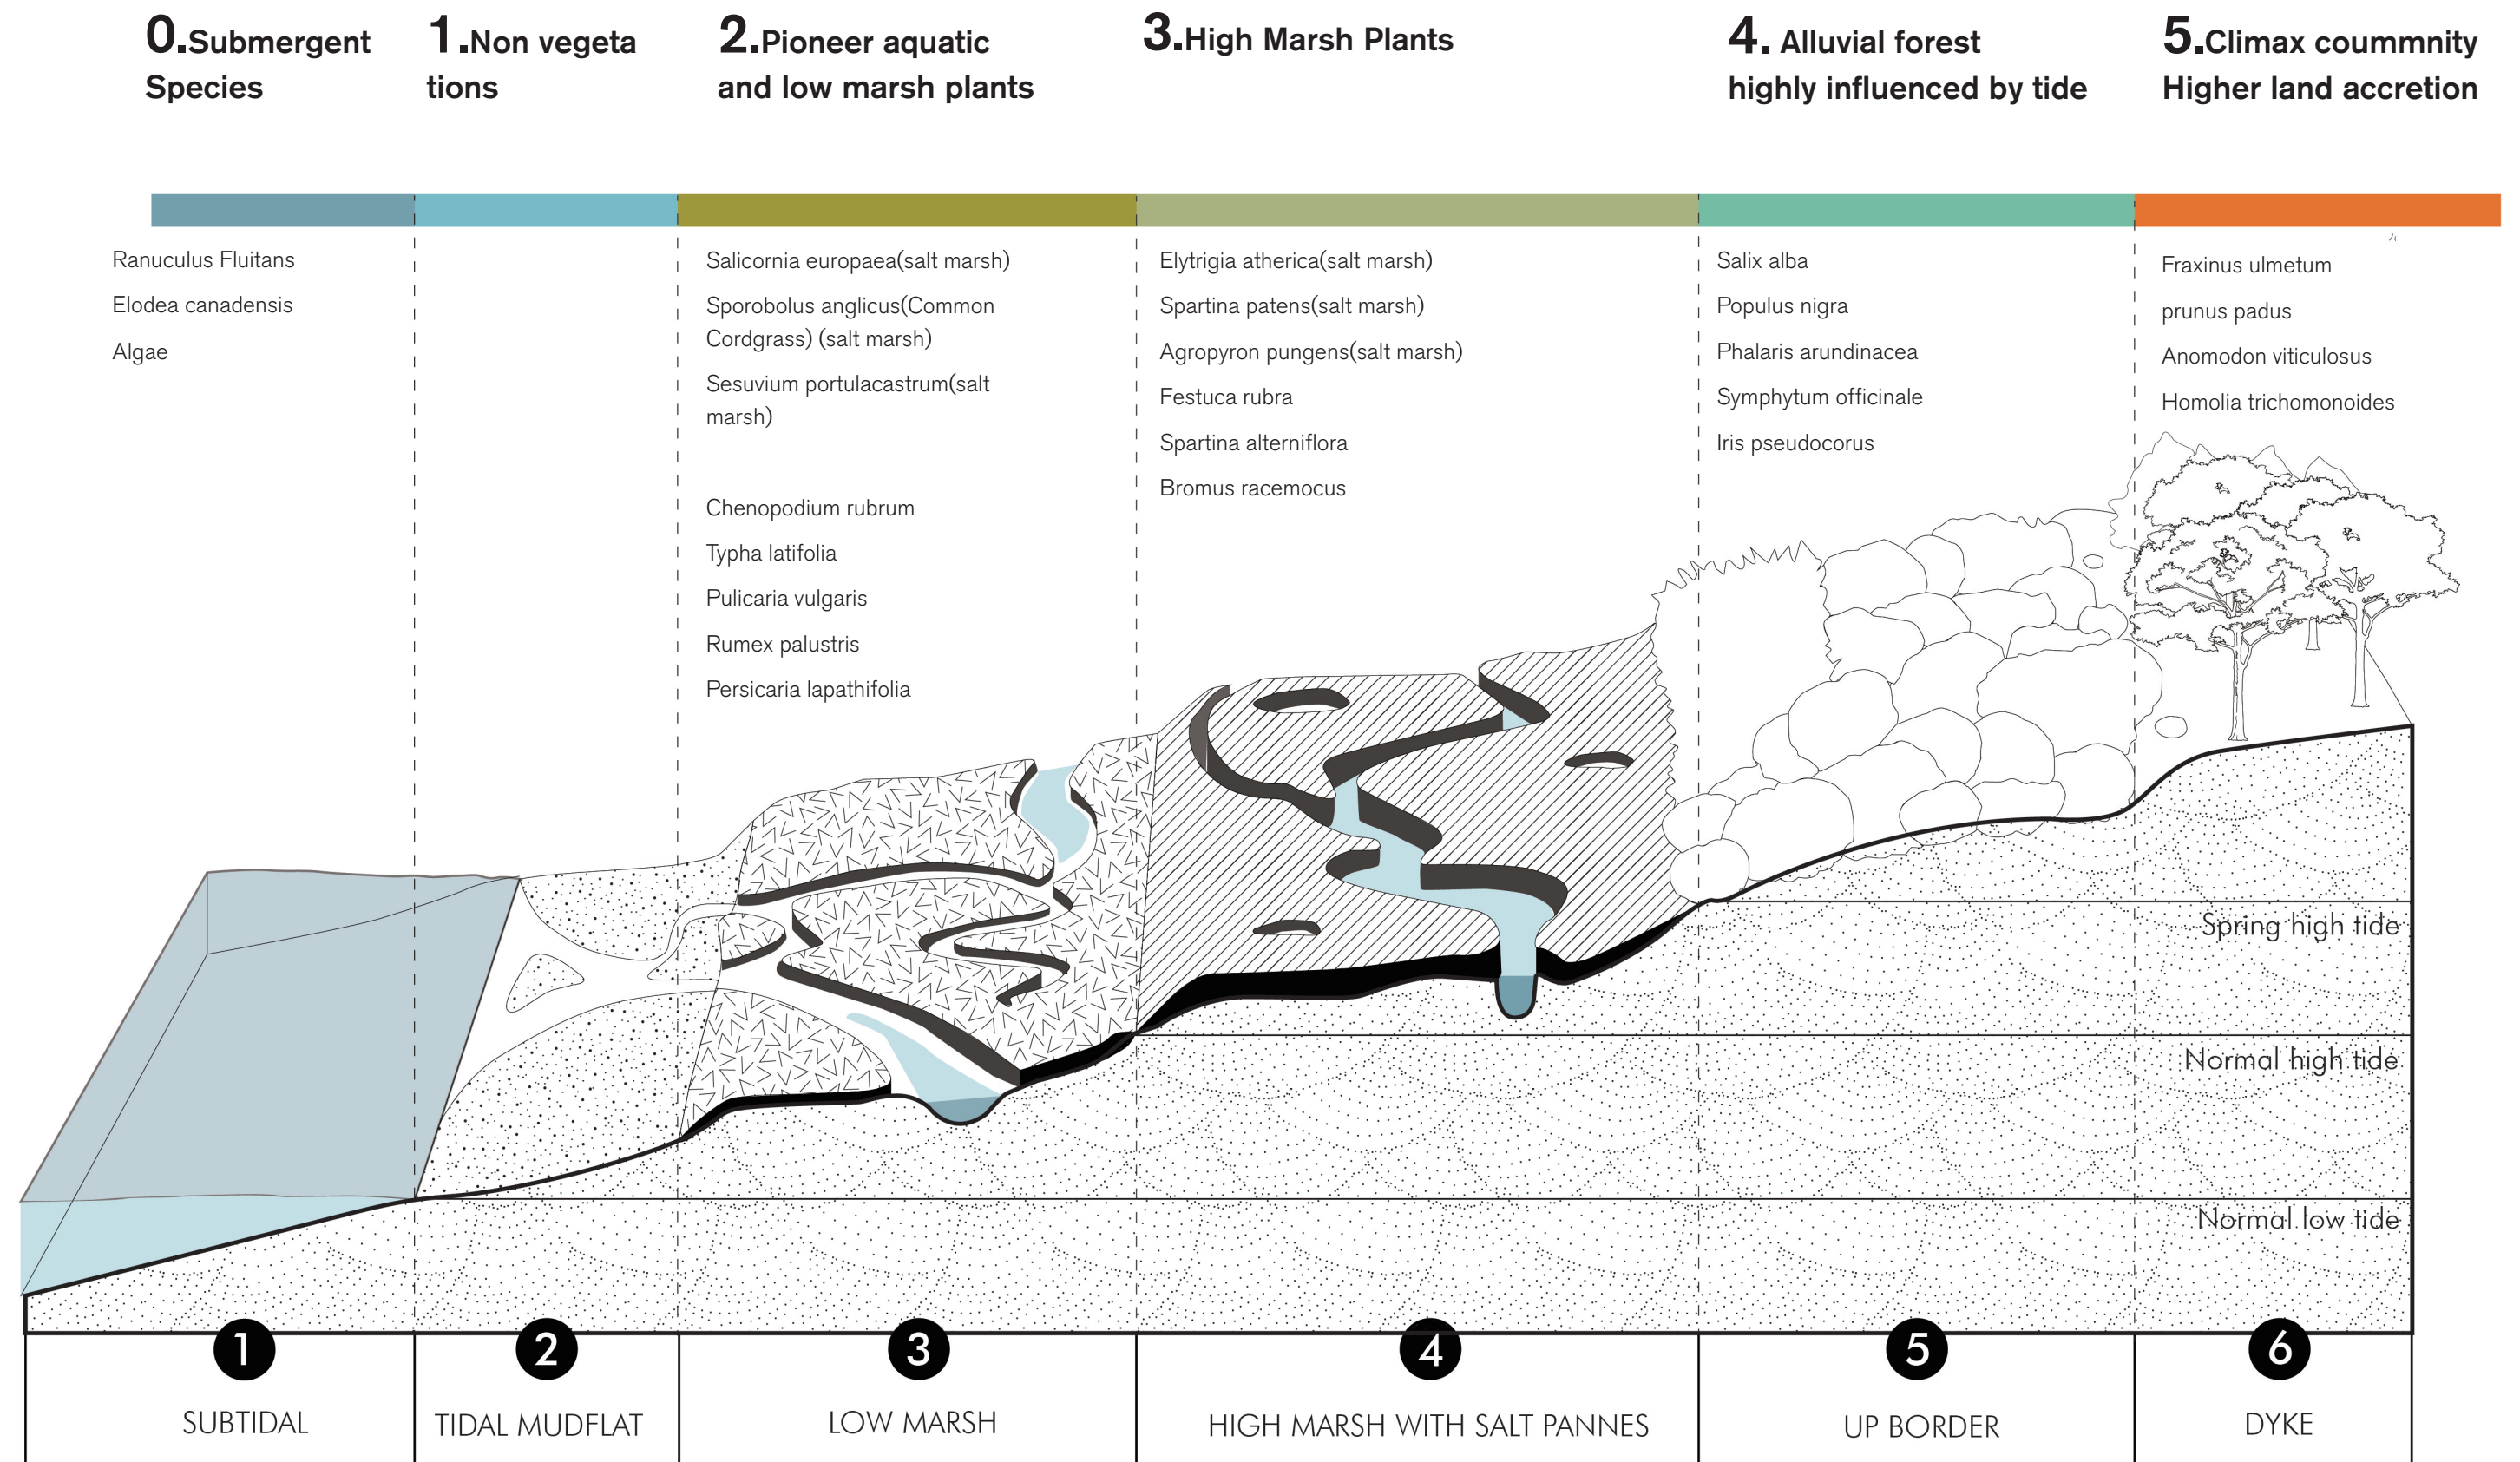 0.Submergent
Species
1.Non vegeta
tions
2.Pioneer aquatic
and low marsh plants
3.High Marsh Plants
4. Alluvial forest
highly influenced by tide
5.Climax coummnity
Higher land accretion
Ranuculus Fluitans
Elodea canadensis
Algae
Salicornia europaea(salt marsh)
Sporobolus anglicus(Common
Cordgrass) (salt marsh)
Sesuvium portulacastrum(salt
marsh)
Chenopodium rubrum
Typha latifolia
Pulicaria vulgaris
Rumex palustris
Persicaria lapathifolia
Elytrigia atherica(salt marsh)
Spartina patens(salt marsh)
Agropyron pungens(salt marsh)
Festuca rubra
Spartina alterniflora
Bromus racemocus
Salix alba
Populus nigra
Phalaris arundinacea
Symphytum officinale
Iris pseudocorus
Fraxinus ulmetum
prunus padus
Anomodon viticulosus
Homolia trichomonoides
Spring high tide
Normal high tide
Normal low tide
1
SUBTIDAL
2
TIDAL MUDFLAT
3
LOW MARSH
4
HIGH MARSH WITH SALT PANNES
5
UP BORDER
6
DYKE